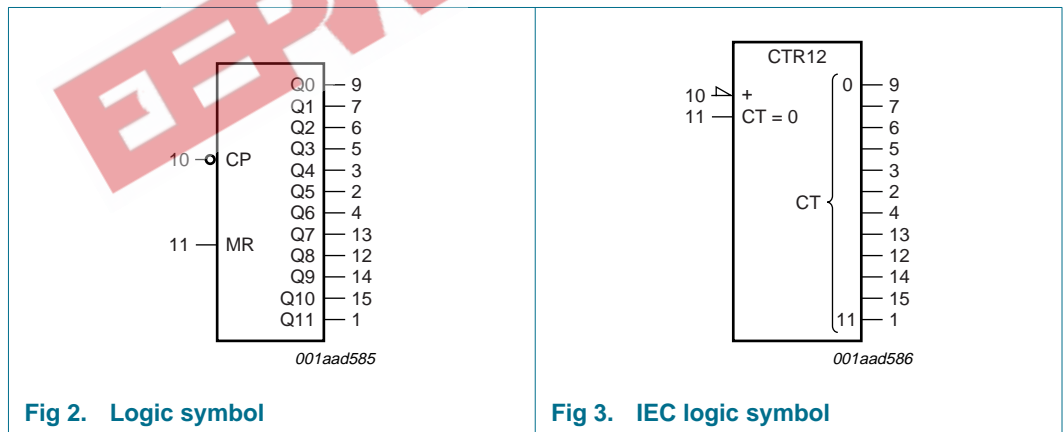 EEPW
Q0 9
Q1 7
Q2 6
Q3 5
10 CP Q4 3
Q5 2
Q6 4
11 MR Q7 13
Q8 12
Q9 14
Q10 15
Q11 1
001aad585
Fig 2. Logic symbol
CTR12
10 + 0 9
11 CT = 0 7
6
5
3
2
CT 4
13
12
14
15
11 1
001aad586
Fig 3. IEC logic symbol